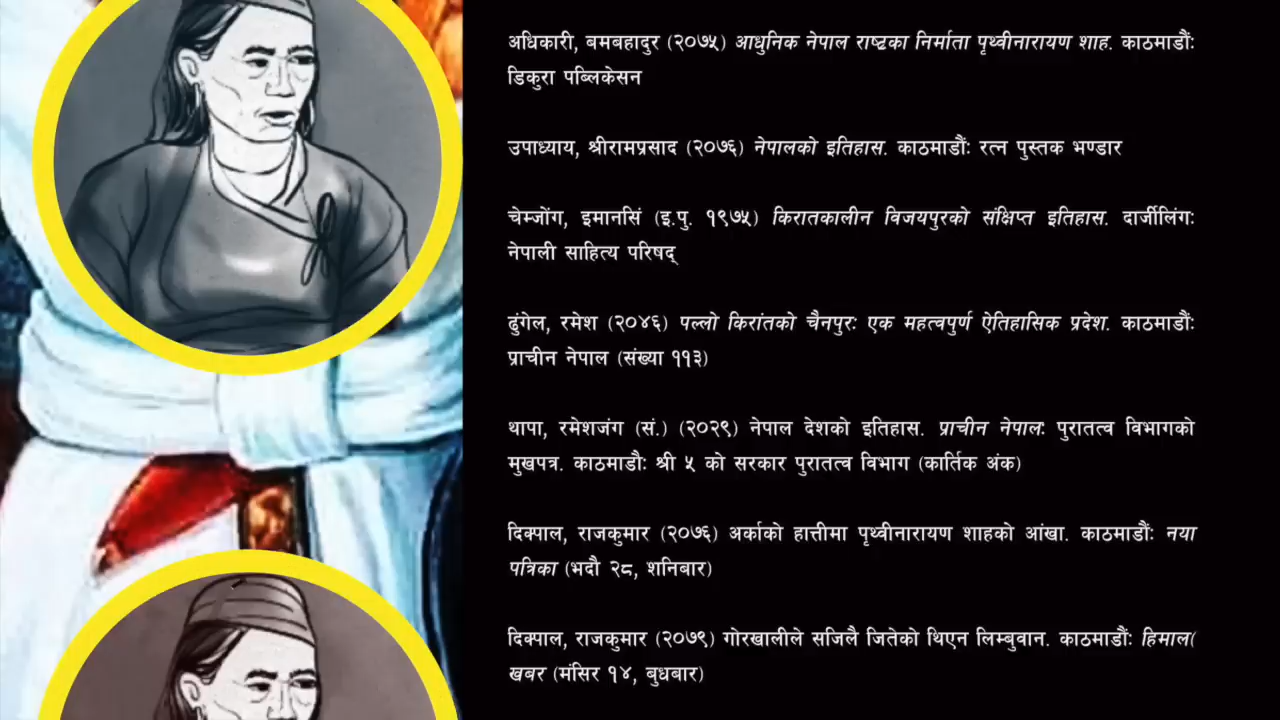 अधिकारी, बमबहादुर (२०७५) आधुनिक नेपाल राष्ट्रका निर्माता पृथ्वीनारायण शाह. काठमाडौंः
डिकुरा पब्लिकेसन
उपाध्याय, श्रीरामप्रसाद (२०७६) नेपालको इतिहास. काठमाडौंः रत्न पुस्तक भण्डार
चेम्जोंग, इमानसिं (इ.पु. १९७५) किरातकालीन विजयपुरको संक्षिप्त इतिहास. दार्जीलिंगः
नेपाली साहित्य परिषद्
ढुंगेल, रमेश (२०४६) पल्लो किरांतको चैनपुरः एक महत्वपुर्ण ऐतिहासिक प्रदेश. काठमाडौंः
प्राचीन नेपाल (संख्या ११३)
थापा, रमेशजंग (सं.) (२०२९) नेपाल देशको इतिहास. प्राचीन नेपालः पुरातत्व विभागको
मुखपत्र. काठमाडौः श्री ५ को सरकार पुरातत्व विभाग (कार्तिक अंक)
दिक्पाल, राजकुमार (२०७६) अर्काको हात्तीमा पृथ्वीनारायण शाहको आंखा. काठमाडौंः नया
पत्रिका (भदौ २८, शनिबार)
दिक्पाल, राजकुमार (२०७९) गोरखालीले सजिलै जितेको थिएन लिम्बुवान. काठमाडौंः हिमाल(
खबर (मंसिर १४, बुधबार)